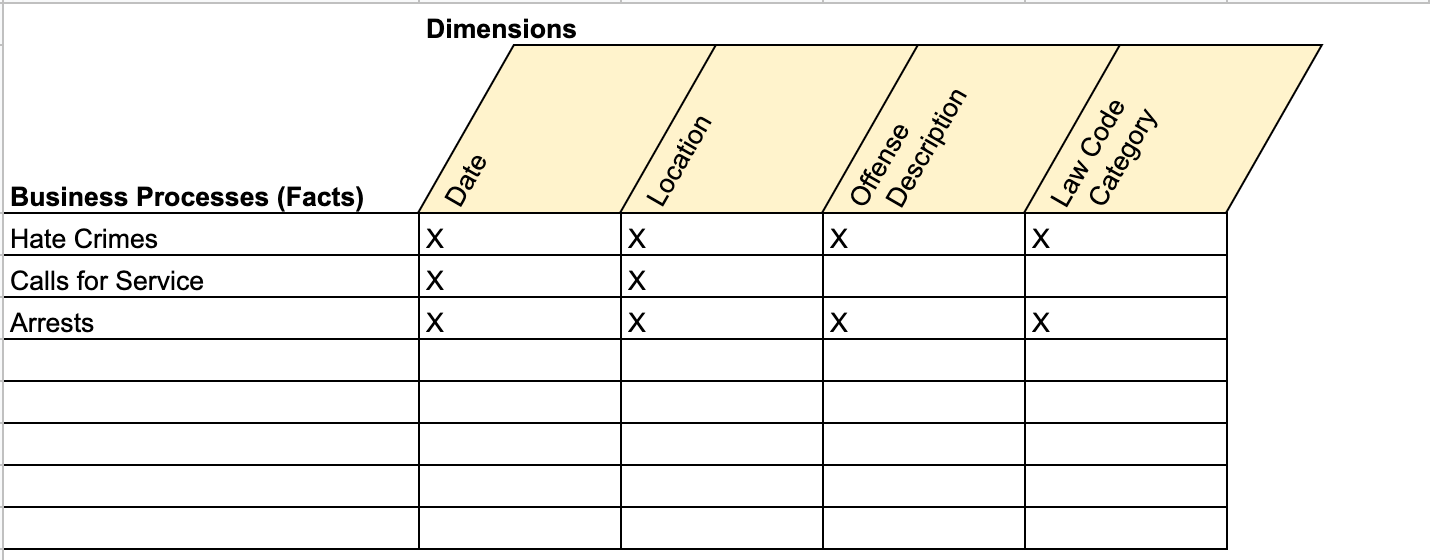 Dimensions
Business Processes (Facts)
Date
Location
Offense
Description
Law Code
Category
Hate Crimes X X X X
Calls for Service X X
Arrests X X X X